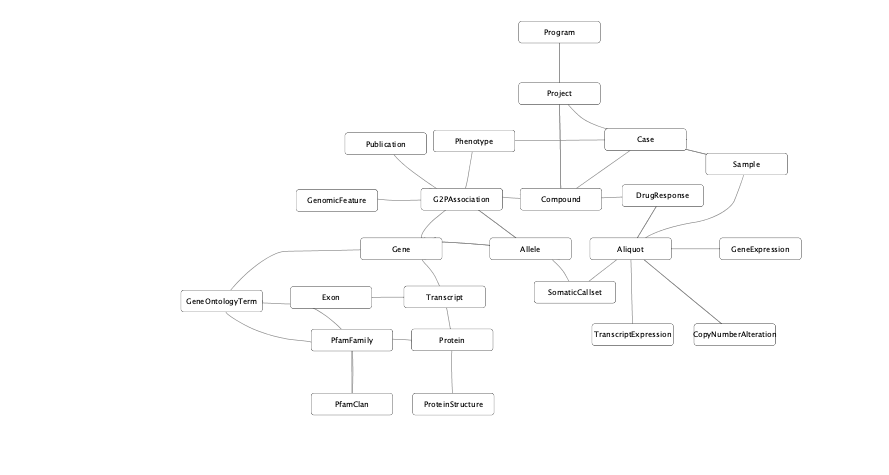 Program
Project
Case
Publication
Phenotype
Sample
GenomicFeature
G2PAssociation
Compound
DrugResponse
Gene
Allele
Aliquot
GeneExpression
GeneOntologyTerm
Exon
Transcript
SomaticCallset
PfamFamily
Protein
TranscriptExpression
CopyNumberAlteration
PfamClan
ProteinStructure